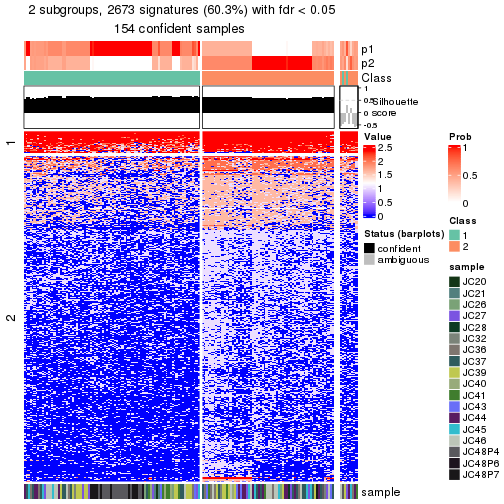 2 subgroups, 2673 signatures (60.3%) with fdr < 0.05
154 confident samples
p1
p2
Class
1
0.5
0
-0.5
Silhouette
score
1
2
Value
2.5
2
1.5
1
0.5
0
Status (barplots)
confident
ambiguous
Prob
1
0.5
0
Class
1
2
sample
JC20
JC21
JC26
JC27
JC28
JC32
JC36
JC37
JC39
JC40
JC41
JC43
JC44
JC45
JC46
JC48P4
JC48P6
JC48P7
sample